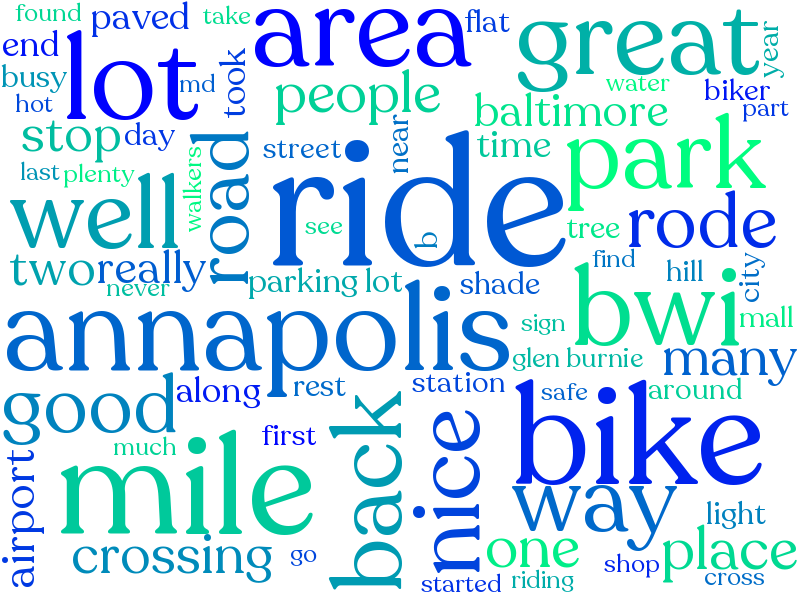 found
paved
take
area
flat
great
year
end
lot
busy
md
took
people
water
biker
hot
baltimore
part
stop
day
road
street
near
time
park
last
plenty
walkers
ride
well
see
b
tree
rode
two
really
never
parking lot
shade
find
hill
city
annapolis
sign
bwi
mall
glen burnie
many
good
along
rest
station
bike
safe
around
much
first
back
nice
mile
way
airport
light
crossing
go
one
place
shop
started
riding
cross